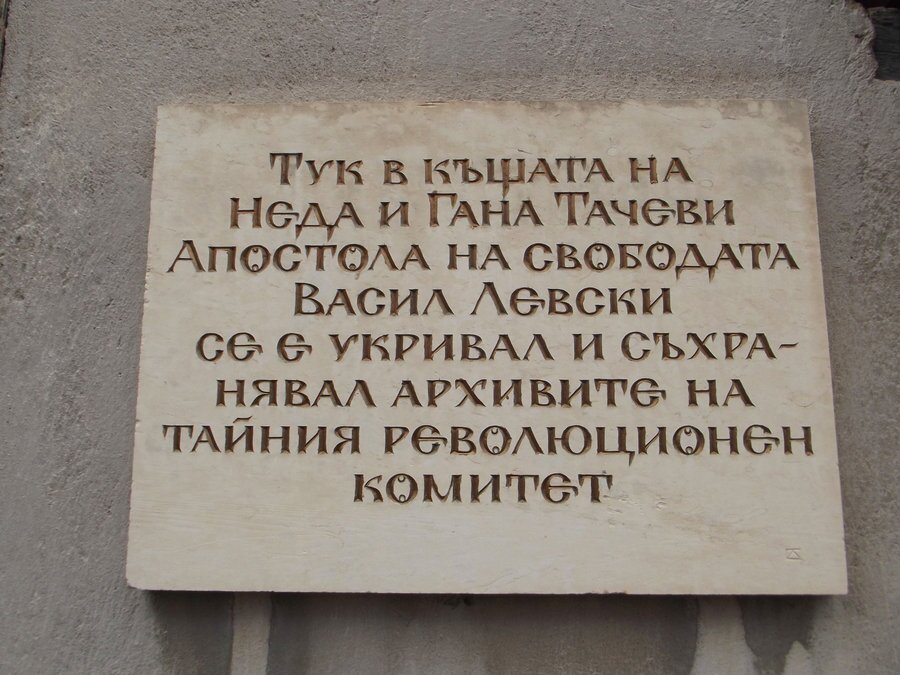 Тук в къщата на
Неда и Гана Тачеви
Апостола на свободата
Васил Левски
се е укривал и съхра-
нявал архивите на
тайния революционен
комитет